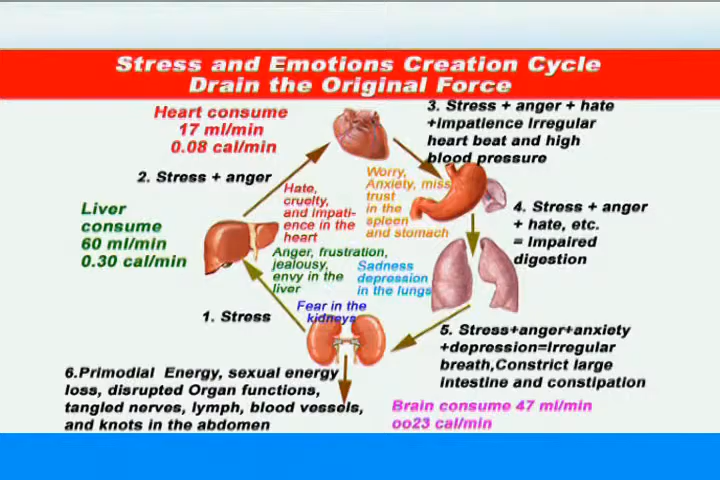 Stress and Emotions Creation Cycle
Drain the Original Force
Heart consume
17 ml/min
0.08 cal/min
3. Stress + anger + hate
+impatience Irregular
heart beat and high
blood pressure
2. Stress + anger
Worry,
Anxiety, miss
trust
in the
spleen
and stomach
Hate,
cruelty,
and impati-
ence in the
heart
Liver
consume
60 ml/min
0.30 cal/min
4. Stress + anger
+ hate, etc.
= Impaired
digestion
Anger, frustration,
jealousy,
envy in the
liver
Sadness
depression
in the lungs
Fear in the
kidneys
1. Stress
5. Stress+anger+anxiety
+depression=Irregular
breath,Constrict large
Intestine and constipation
6.Primodial Energy, sexual energy
loss, disrupted Organ functions,
tangled nerves, lymph, blood vessels,
and knots in the abdomen
Brain consume 47 ml/min
oo23 cal/min